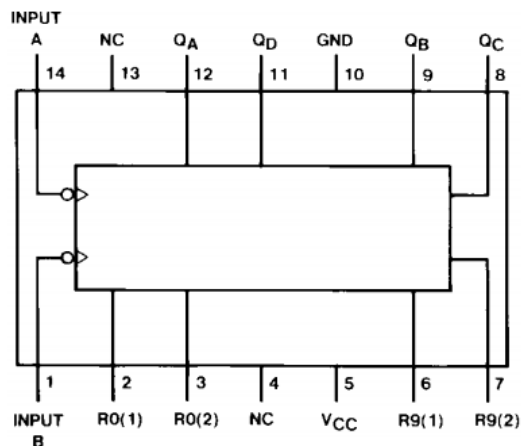 INPUT
A NC QA QD GND QB QC
14 13 12 11 10 9 8
1 2 3 4 5 6 7
INPUT R0(1) R0(2) NC VCC R9(1) R9(2)
B